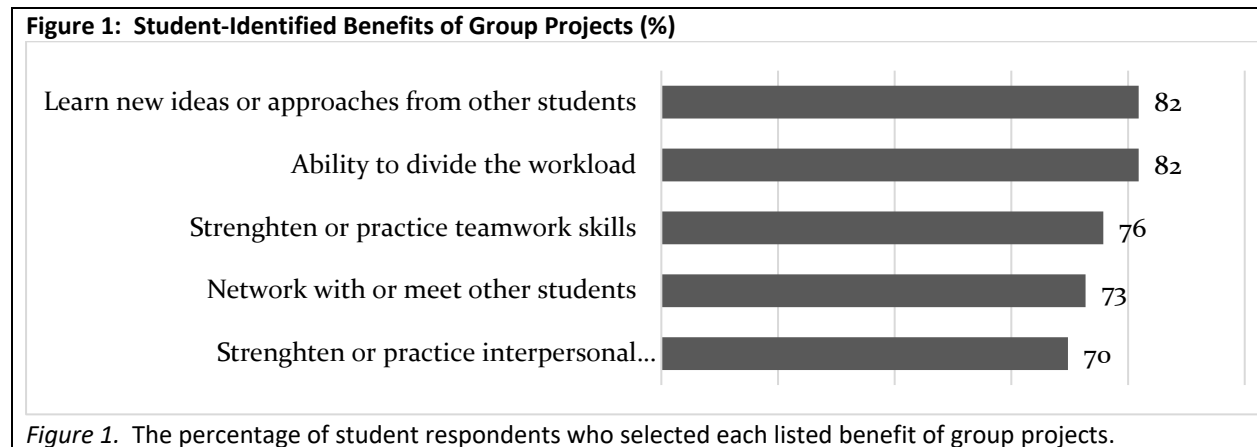 Figure 1: Student-Identified Benefits of Group Projects (%)
Learn new ideas or approaches from other students 82
Ability to divide the workload 82
Strenghten or practice teamwork skills 76
Network with or meet other students 73
Strenghten or practice interpersonal... 70
Figure 1. The percentage of student respondents who selected each listed benefit of group projects.